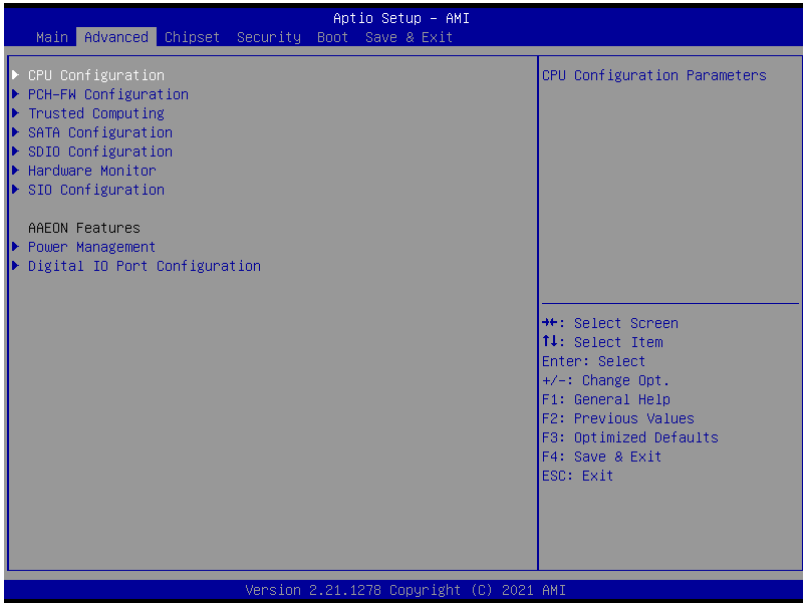 Aptio Setup – AMI
Main Advanced Chipset Security Boot Save & Exit
CPU Configuration
PCH-FW Configuration
Trusted Computing
SATA Configuration
SDIO Configuration
Hardware Monitor
SIO Configuration
AAEON Features
Power Management
Digital IO Port Configuration
CPU Configuration Parameters
→←: Select Screen
↑↓: Select Item
Enter: Select
+/-: Change Opt.
F1: General Help
F2: Previous Values
F3: Optimized Defaults
F4: Save & Exit
ESC: Exit
Version 2.21.1278 Copyright (C) 2021 AMI